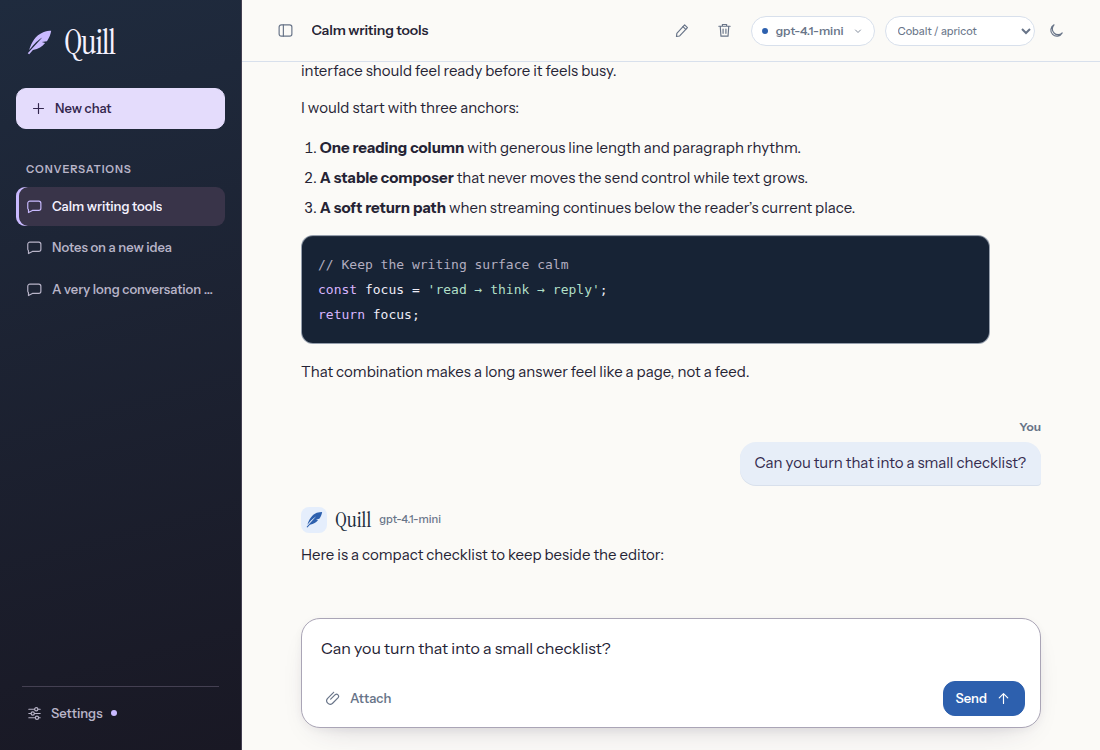 Quill
New chat
CONVERSATIONS
Calm writing tools
Notes on a new idea
A very long conversation ...
Settings
Calm writing tools
gpt-4.1-mini
Cobalt / apricot
interface should feel ready before it feels busy.
I would start with three anchors:
1. One reading column with generous line length and paragraph rhythm.
2. A stable composer that never moves the send control while text grows.
3. A soft return path when streaming continues below the reader's current place.
// Keep the writing surface calm
const focus = 'read → think → reply';
return focus;
That combination makes a long answer feel like a page, not a feed.
You
Can you turn that into a small checklist?
Quill gpt-4.1-mini
Here is a compact checklist to keep beside the editor:
Can you turn that into a small checklist?
Attach
Send